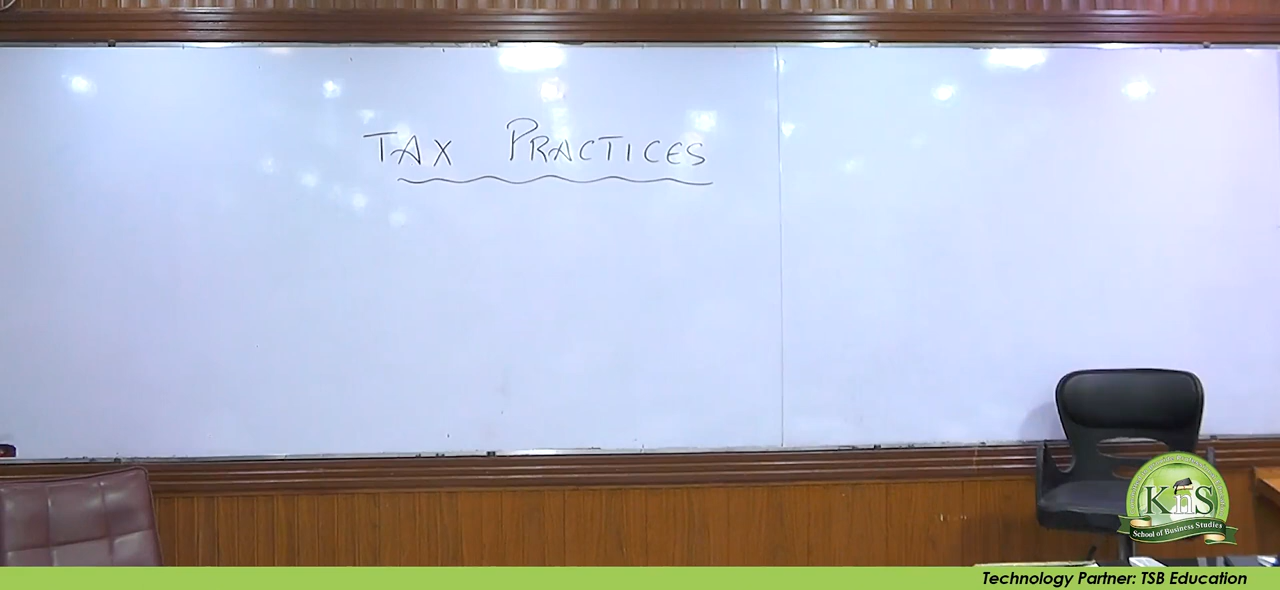 TAX PRACTICES
KnS
School of Business Studies
Technology Partner: TSB Education